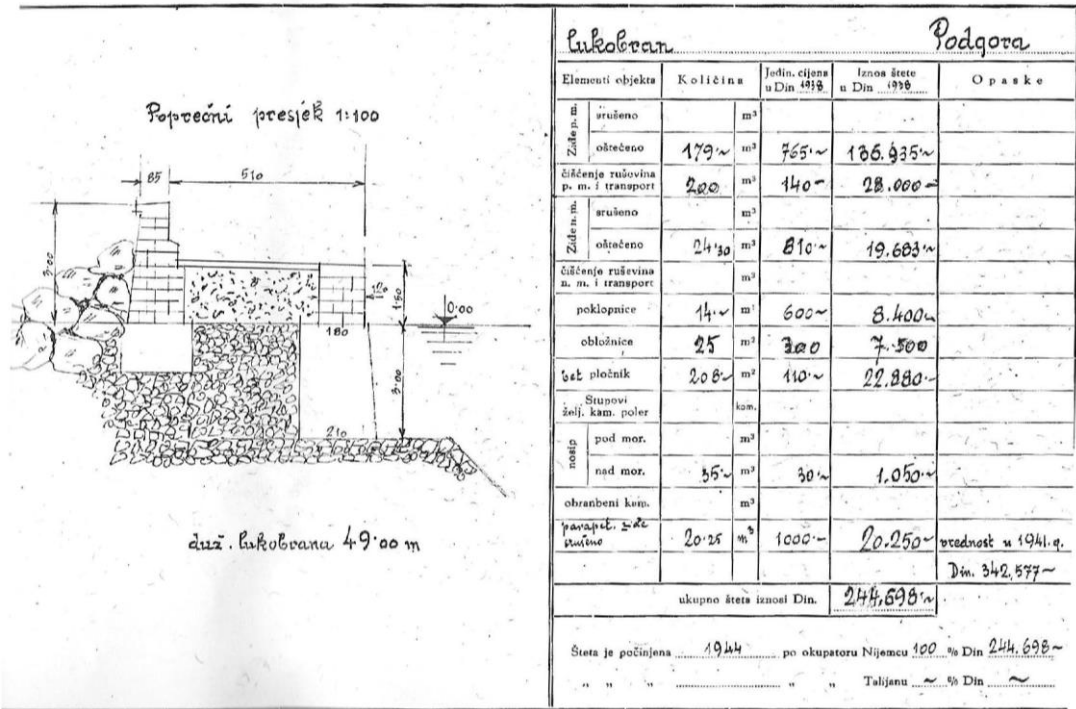 Poprečni presjek 1:100
85
510
3·00
1·50
0·00
180
3·00
210
duž. lukobrana 49·00 m
lukobran Podgora
Elementi objekta Količina Jedin. cijena u Din 1938 Iznos štete u Din 1938 Opaske
Ziđe p. m.
srušeno m³
oštećeno 179·~ m³ 765·~ 136.935·~
čišćenje ruševina
p. m. i transport 200 m³ 140~ 28.000~
Ziđe n. m.
srušeno m³
oštećeno 24·30 m³ 810·~ 19.683·~
čišćenje ruševina
n. m. i transport m³
poklopnice 14·~ m¹ 600~ 8.400~
obložnice 25 m² 300 7.500
bet pločnik 208~ m² 110·~ 22.880·~
Stupovi
želj. kam. poler kom.
nasip
pod mor. m³
nad mor. 35~ m³ 30·~ 1.050·~
obranbeni kam. m³
parapet. ziđe
srušeno 20·25 m³ 1000·~ 20.250~ vrednost u 1941. g.
Din. 342,577~
ukupno šteta iznosi Din. 244,698·~
Šteta je počinjena 1944 po okupatoru Nijemcu 100 % Din 244.698~
" " " " " Talijanu ~ % Din ~